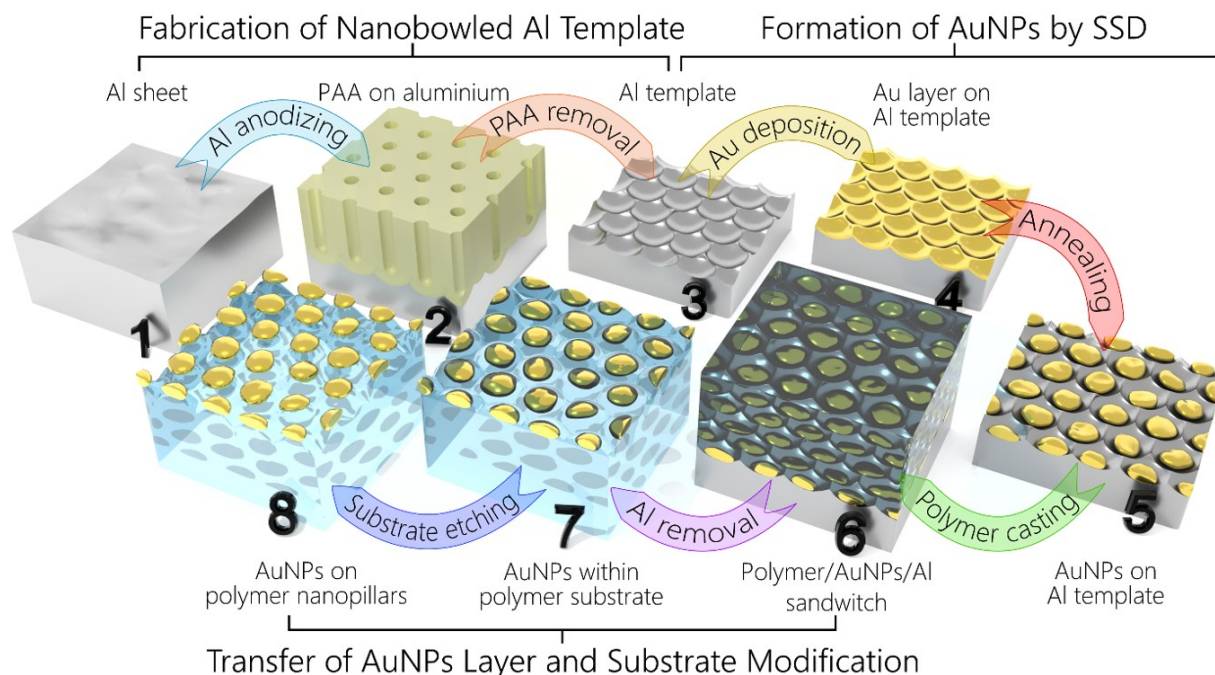 Fabrication of Nanobowled Al Template
Formation of AuNPs by SSD
Al sheet
PAA on aluminium
Al template
Au layer on
Al template
Al anodizing
PAA removal
Au deposition
Annealing
1
2
3
4
5
6
7
8
Substrate etching
Al removal
Polymer casting
AuNPs on
polymer nanopillars
AuNPs within
polymer substrate
Polymer/AuNPs/Al
sandwitch
AuNPs on
Al template
Transfer of AuNPs Layer and Substrate Modification